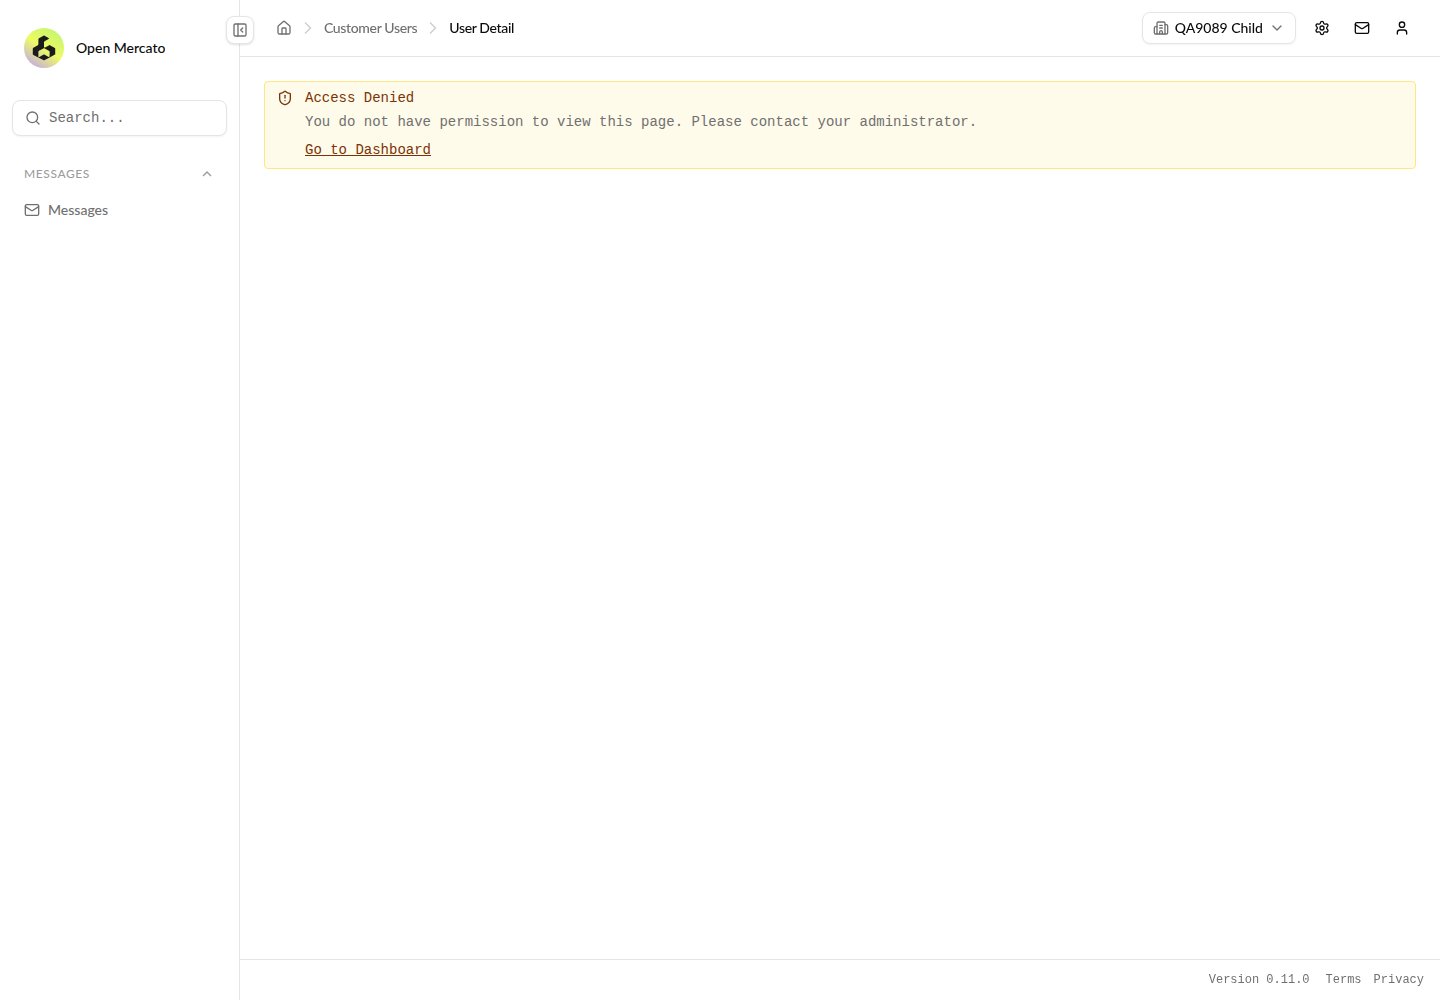 Open Mercato
Customer Users
User Detail
QA9089 Child
Search...
MESSAGES
Messages
Access Denied
You do not have permission to view this page. Please contact your administrator.
Go to Dashboard
Version 0.11.0
Terms
Privacy